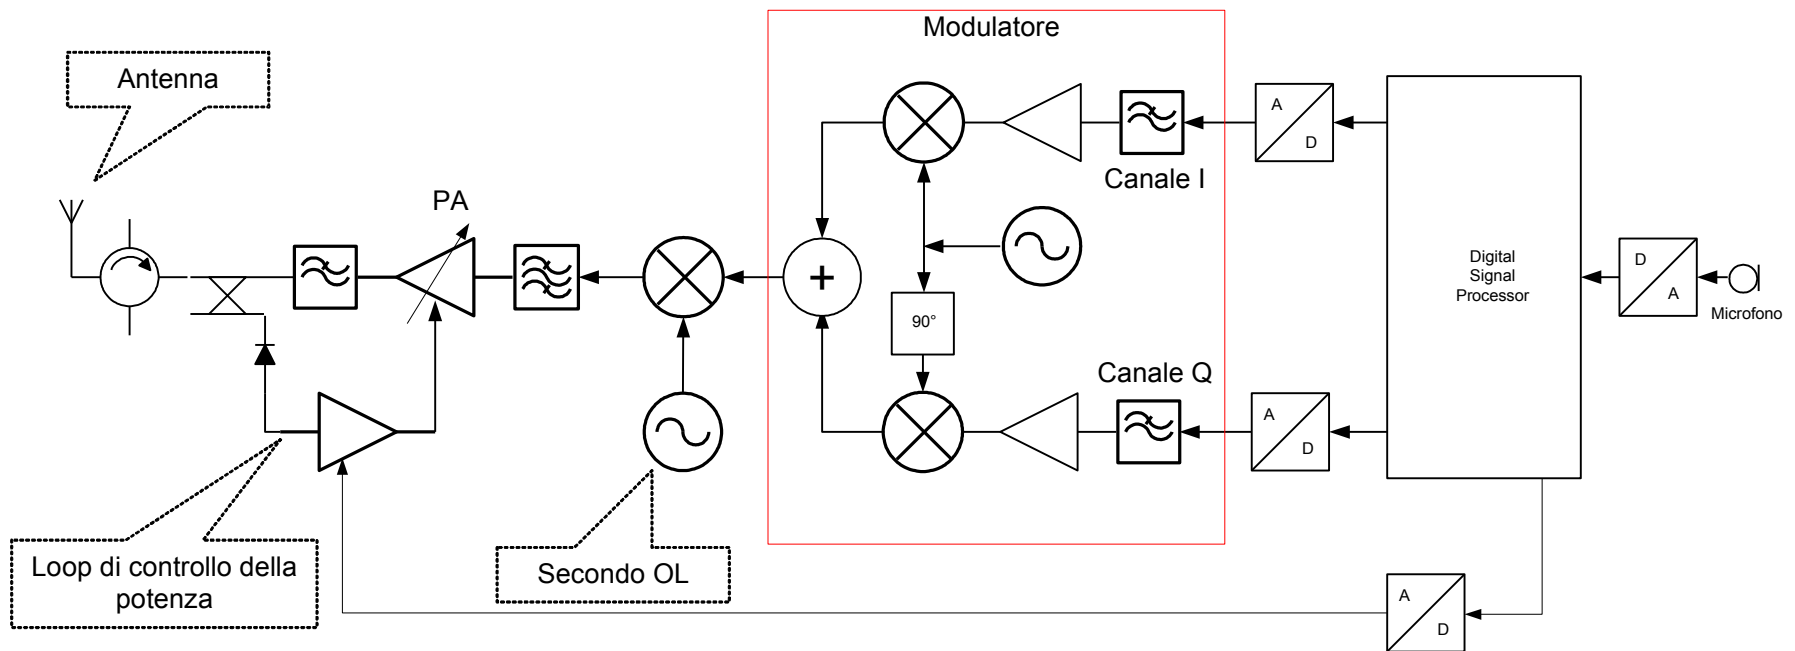 Modulatore
Antenna
A
D
PA
Canale I
+
Digital
Signal
Processor
D
A
Microfono
90°
Canale Q
A
D
Loop di controllo della
potenza
Secondo OL
A
D